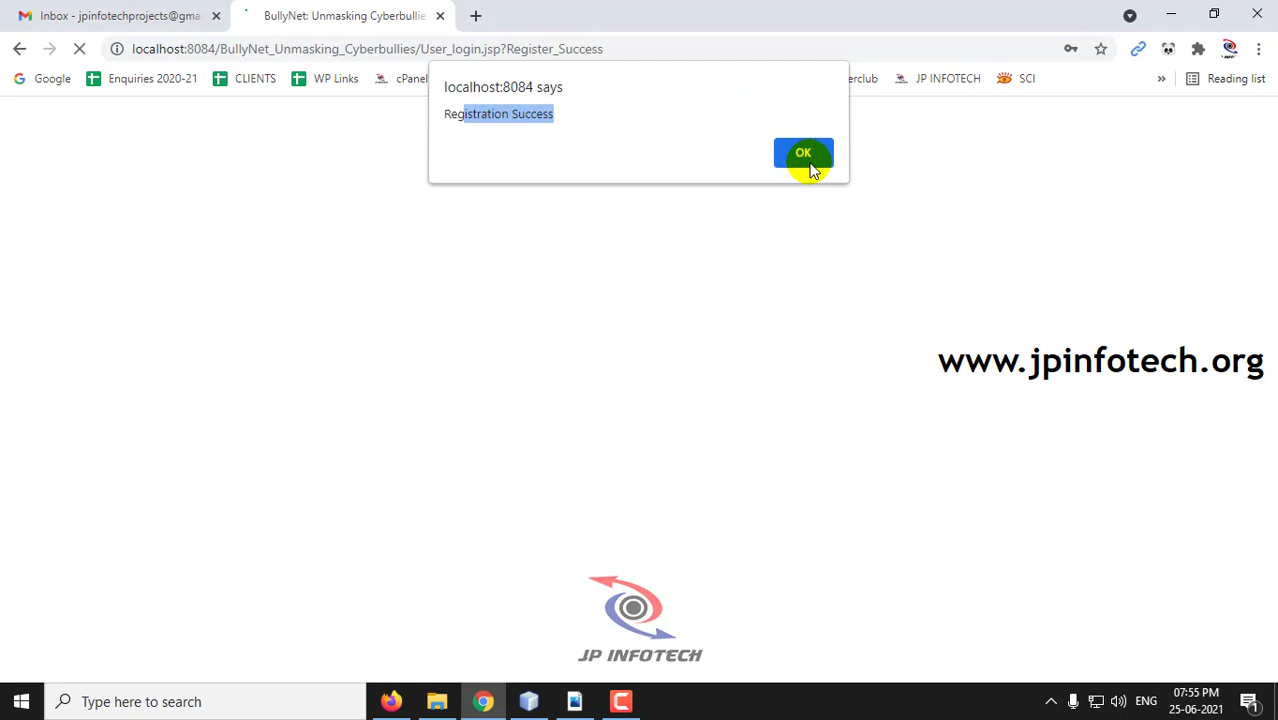 Inbox - jpinfotechprojects@gma
BullyNet: Unmasking Cyberbullie
localhost:8084/BullyNet_Unmasking_Cyberbullies/User_login.jsp?Register_Success
Google
Enquiries 2020-21
CLIENTS
WP Links
cPanel
erclub
JP INFOTECH
SCI
»
Reading list
localhost:8084 says
Registration Success
OK
www.jpinfotech.org
JP INFOTECH
Type here to search
ENG
07:55 PM
25-06-2021
1